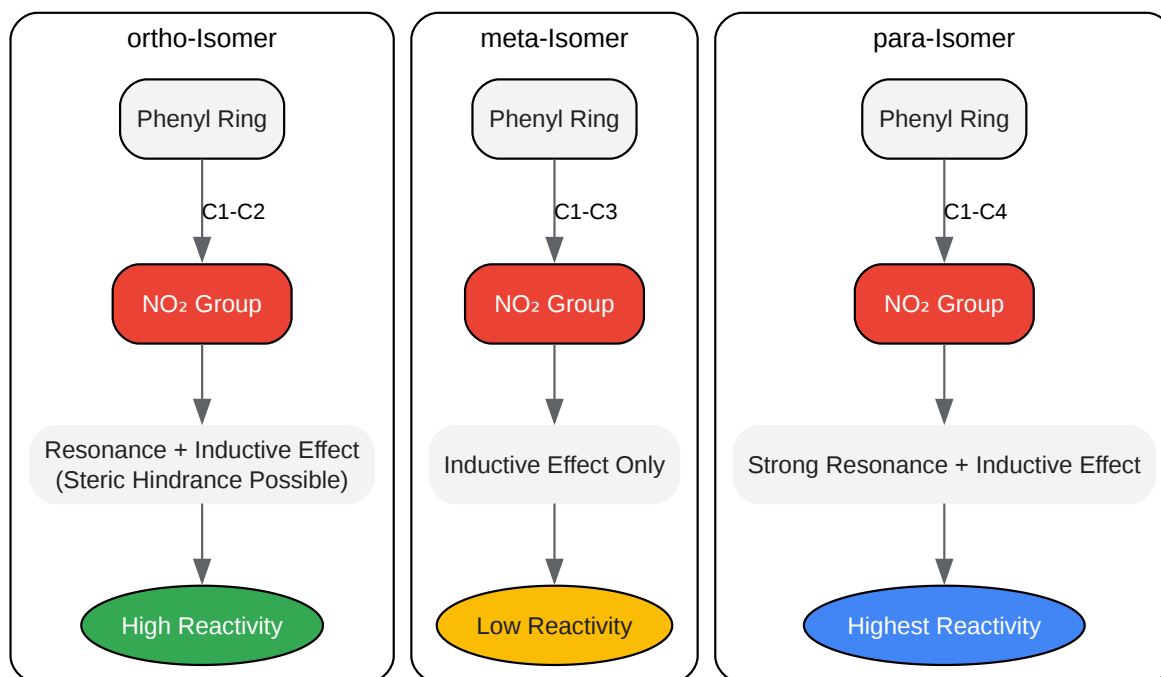 ortho-Isomer
Phenyl Ring
C1-C2
NO₂ Group
Resonance + Inductive Effect
(Steric Hindrance Possible)
High Reactivity
meta-Isomer
Phenyl Ring
C1-C3
NO₂ Group
Inductive Effect Only
Low Reactivity
para-Isomer
Phenyl Ring
C1-C4
NO₂ Group
Strong Resonance + Inductive Effect
Highest Reactivity